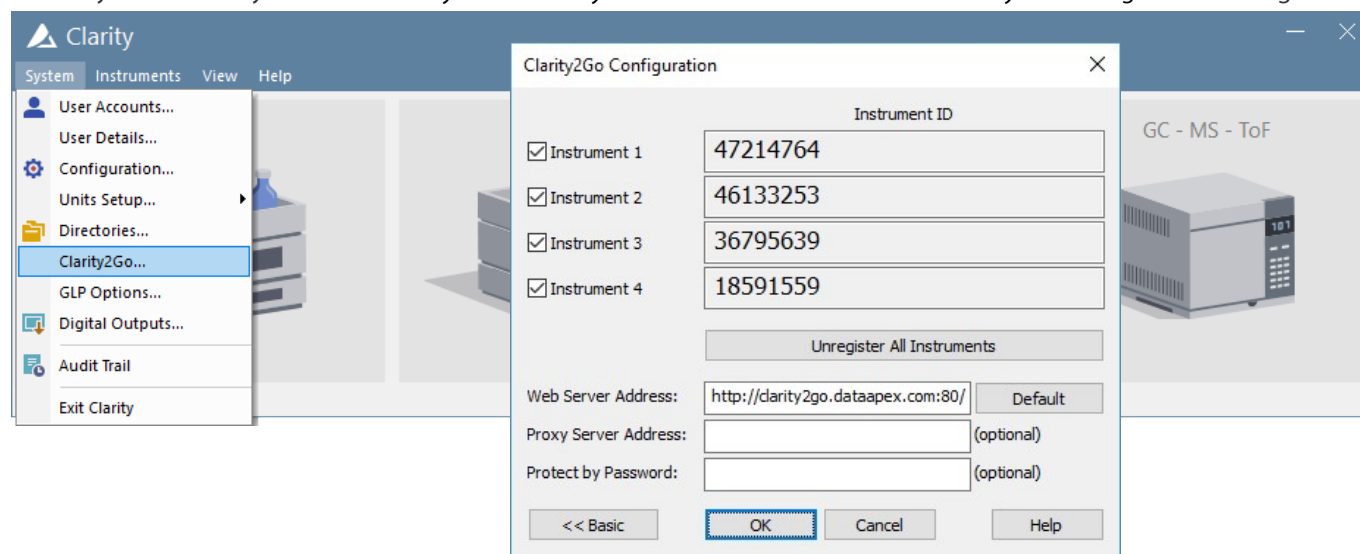 Clarity
System Instruments View Help
User Accounts...
User Details...
Configuration...
Units Setup...
Directories...
Clarity2Go...
GLP Options...
Digital Outputs...
Audit Trail
Exit Clarity
GC - MS - ToF
101
Clarity2Go Configuration
Instrument ID
Instrument 1 47214764
Instrument 2 46133253
Instrument 3 36795639
Instrument 4 18591559
Unregister All Instruments
Web Server Address: http://clarity2go.dataapex.com:80/ Default
Proxy Server Address: (optional)
Protect by Password: (optional)
<< Basic OK Cancel Help